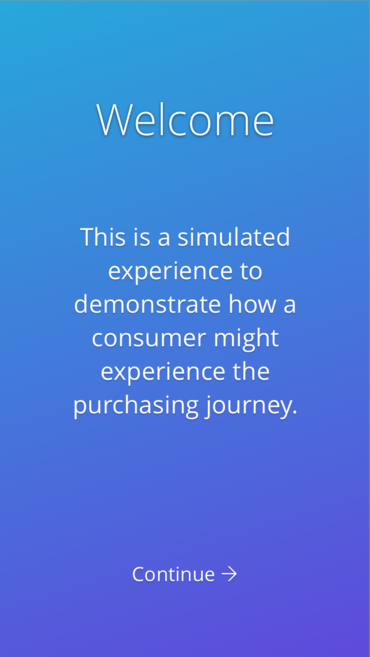 Welcome
This is a simulated
experience to
demonstrate how a
consumer might
experience the
purchasing journey.
Continue →